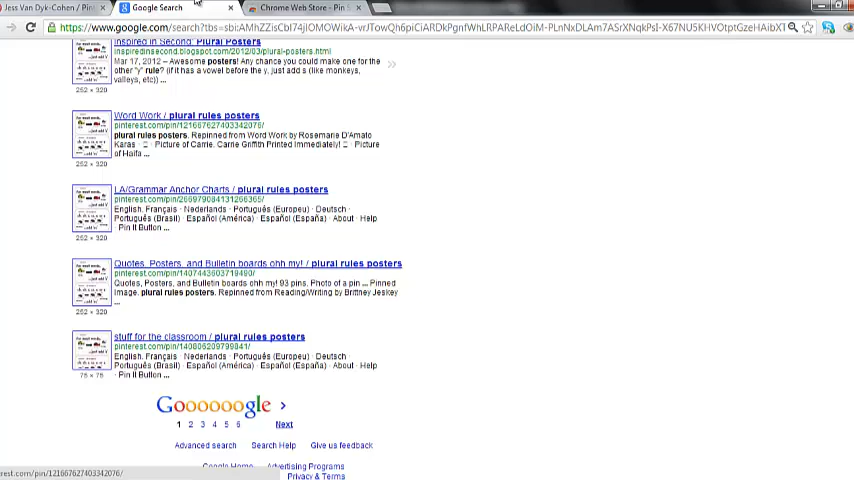 Jess Van Dyk-Cohen / Pint
Google Search
Chrome Web Store - Pin S
https://www.google.com/search?tbs=sbi:
Inspired in Second: Plural Posters
inspiredinsecond.blogspot.com/2012/03/plural-posters.html
Mar 17, 2012 – Awesome posters! Any chance you could make one for the
other "y" rule? (if it has a vowel before the y, just add s (like monkeys,
valleys, etc)) ...
252 × 320
Word Work / plural rules posters
pinterest.com/pin/121667627403342076/
plural rules posters. Repinned from Word Work by Rosemarie D'Amato
Karas · Picture of Carrie. Carrie Griffith Printed Immediately! · Picture
of Haifa ...
252 × 320
LA/Grammar Anchor Charts / plural rules posters
pinterest.com/pin/266979084131266365/
English. Français · Nederlands · Português (Europeu) · Deutsch ·
Português (Brasil) · Español (América) · Español (España) · About · Help
· Pin It Button ...
252 × 320
Quotes, Posters, and Bulletin boards ohh my! / plural rules posters
pinterest.com/pin/1407443603719490/
Quotes, Posters, and Bulletin boards ohh my! 93 pins. Photo of a pin ... Pinned
Image. plural rules posters. Repinned from Reading/Writing by Brittney Jeskey
...
252 × 320
stuff for the classroom / plural rules posters
pinterest.com/pin/140806209799841/
English. Français · Nederlands · Português (Europeu) · Deutsch ·
Português (Brasil) · Español (América) · Español (España) · About · Help
· Pin It Button ...
75 × 75
Goooooogle >
1 2 3 4 5 6 Next
Advanced search Search Help Give us feedback
Google Home Advertising Programs
Privacy & Terms
rest.com/pin/121667627403342076/